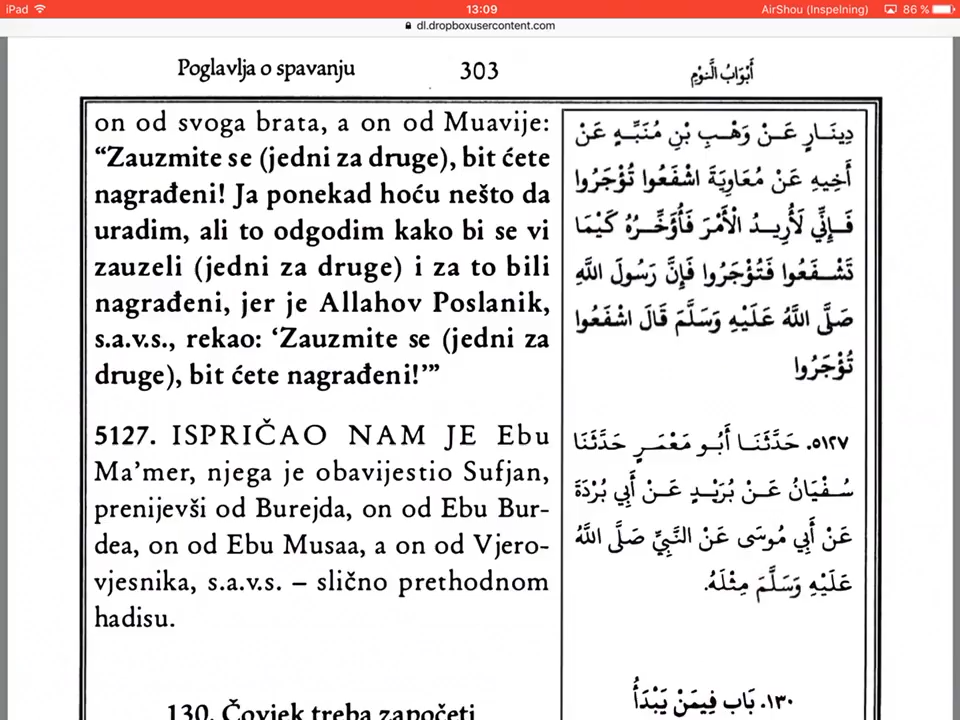 iPad 13:09 AirShou (Inspelning) 86 %
dl.dropboxusercontent.com
Poglavlja o spavanju 303 أَبْوَابُ الَّنوْمِ
on od svoga brata, a on od Muavije:
“Zauzmite se (jedni za druge), bit ćete
nagrađeni! Ja ponekad hoću nešto da
uradim, ali to odgodim kako bi se vi
zauzeli (jedni za druge) i za to bili
nagrađeni, jer je Allahov Poslanik,
s.a.v.s., rekao: ‘Zauzmite se (jedni za
druge), bit ćete nagrađeni!’”
5127. ISPRIČAO NAM JE Ebu
Ma’mer, njega je obavijestio Sufjan,
prenijevši od Burejda, on od Ebu Bur-
dea, on od Ebu Musaa, a on od Vjero-
vjesnika, s.a.v.s. – slično prethodnom
hadisu.
130. Čovjek treba započeti
دِينَارٍ عَنْ وَهْبِ بْنِ مُنَبِّهٍ عَنْ
أَخِيهِ عَنْ مُعَاوِيَةَ اشْفَعُوا تُؤْجَرُوا
فَإِنِّي لَأُرِيدُ الْأَمْرَ فَأُؤَخِّرُهُ كَيْمَا
تَشْفَعُوا فَتُؤْجَرُوا فَإِنَّ رَسُولَ اللَّهِ
صَلَّى اللَّهُ عَلَيْهِ وَسَلَّمَ قَالَ اشْفَعُوا
تُؤْجَرُوا
٥١٢٧. حَدَّثَنَا أَبُو مَعْمَرٍ حَدَّثَنَا
سُفْيَانُ عَنْ بُرَيْدٍ عَنْ أَبِي بُرْدَةَ
عَنْ أَبِي مُوسَى عَنْ النَّبِيِّ صَلَّى اللَّهُ
عَلَيْهِ وَسَلَّمَ مِثْلَهُ.
١٣٠. بَاب فِيمَنْ يَبْدَأُ